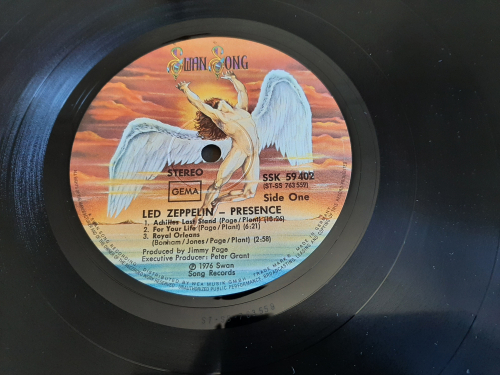 SWAN SONG
STEREO
GEMA
SSK 59402
(ST-SS 763559)
Side One
LED ZEPPELIN – PRESENCE
1. Achilles Last Stand (Page/Plant) (10:26)
2. For Your Life (Page/Plant) (6:21)
3. Royal Orleans
(Bonham/Jones/Page/Plant) (2:58)
Produced by Jimmy Page
Executive Producer: Peter Grant
℗ 1976 Swan
Song Records